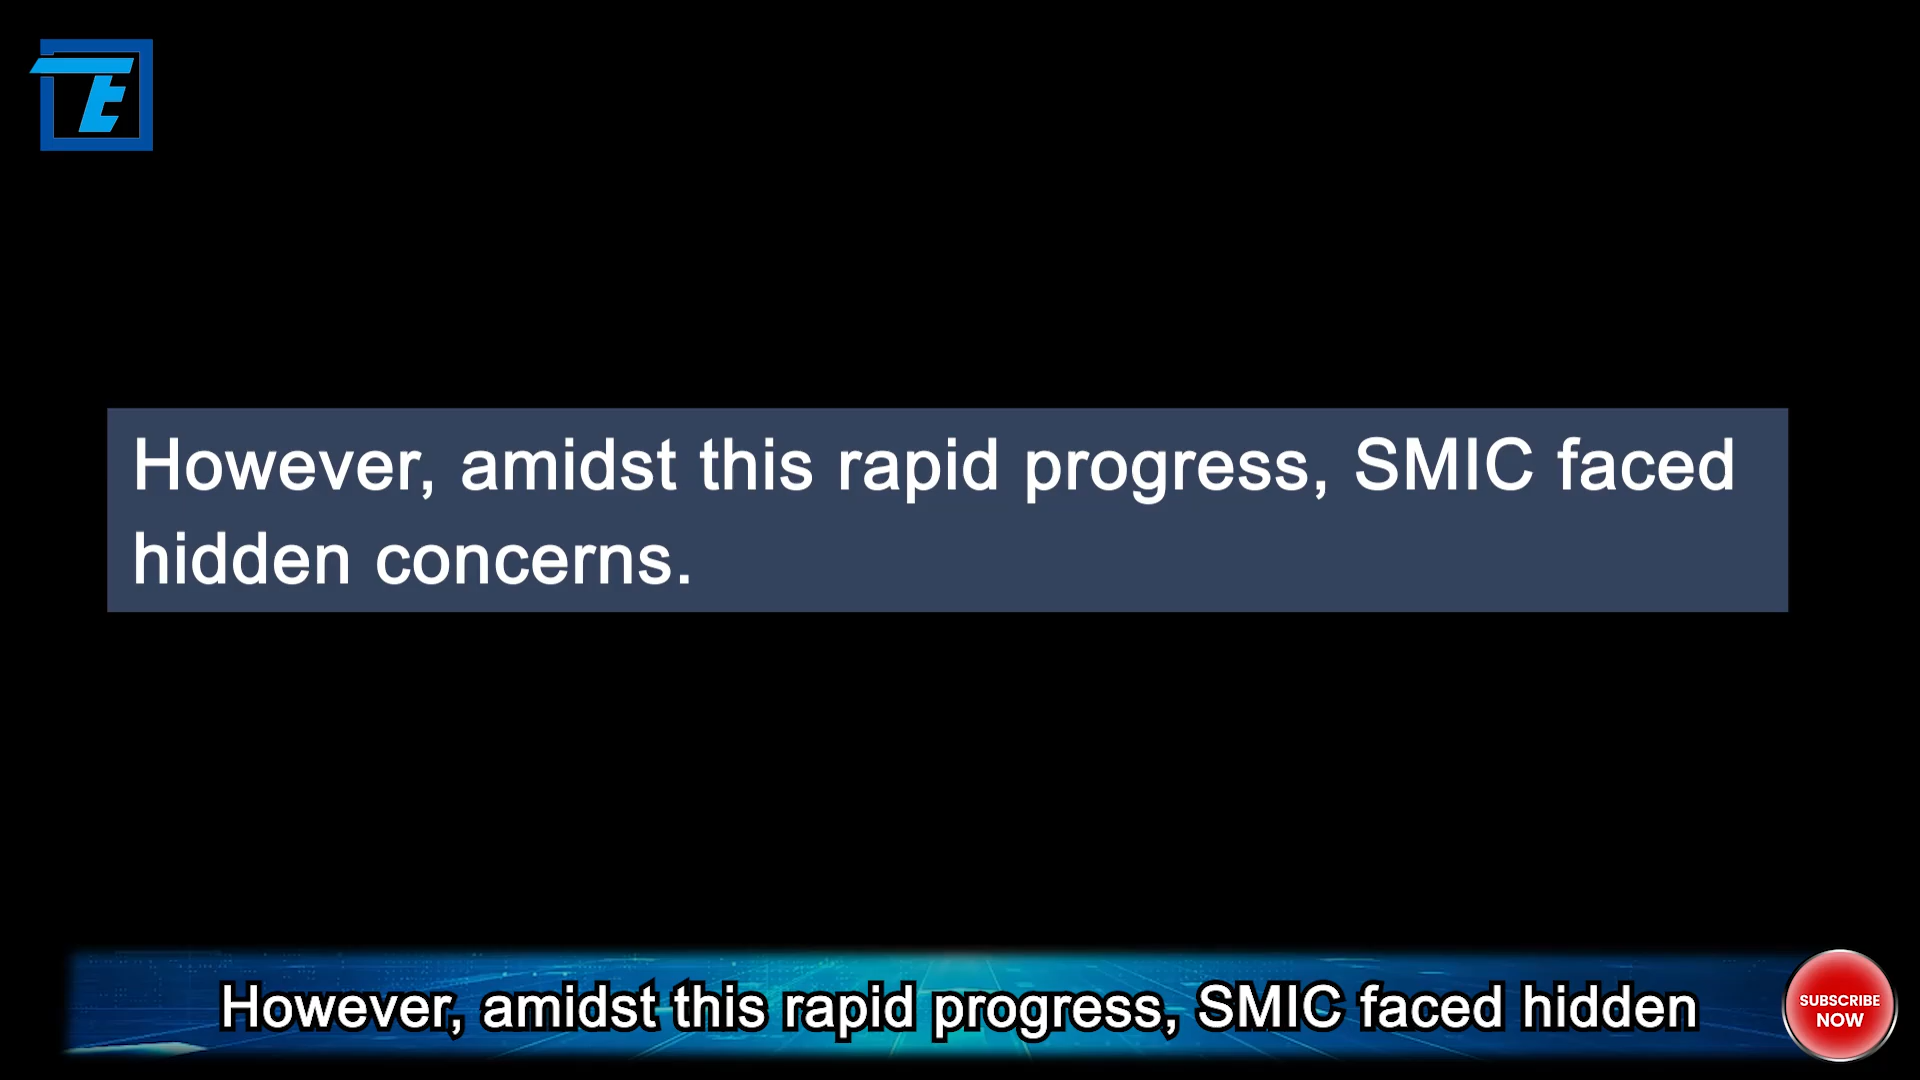 TE
However, amidst this rapid progress, SMIC faced
hidden concerns.
However, amidst this rapid progress, SMIC faced hidden
SUBSCRIBE
NOW